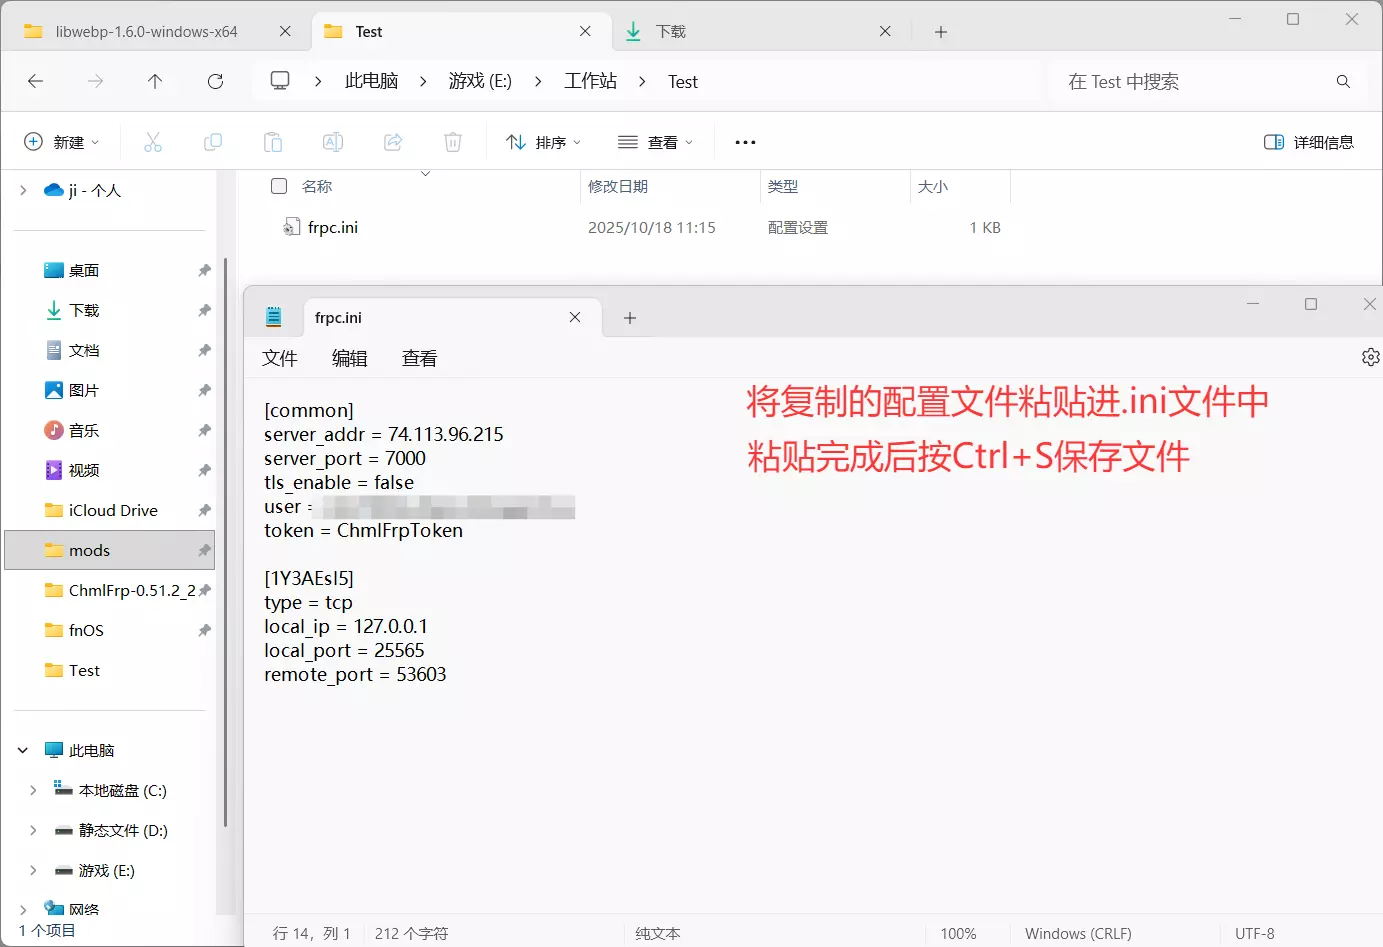 libwebp-1.6.0-windows-x64
Test
下载
此电脑 > 游戏 (E:) > 工作站 > Test
在 Test 中搜索
新建
排序
查看
详细信息
ji - 个人
名称 修改日期 类型 大小
frpc.ini 2025/10/18 11:15 配置设置 1 KB
桌面
下载
文档
图片
音乐
视频
iCloud Drive
mods
ChmlFrp-0.51.2_2
fnOS
Test
此电脑
本地磁盘 (C:)
静态文件 (D:)
游戏 (E:)
网络
1 个项目
frpc.ini
文件 编辑 查看
将复制的配置文件粘贴进.ini文件中
粘贴完成后按Ctrl+S保存文件
[common]
server_addr = 74.113.96.215
server_port = 7000
tls_enable = false
user =
token = ChmlFrpToken
[1Y3AEsI5]
type = tcp
local_ip = 127.0.0.1
local_port = 25565
remote_port = 53603
行 14，列 1 212 个字符 纯文本 100% Windows (CRLF) UTF-8